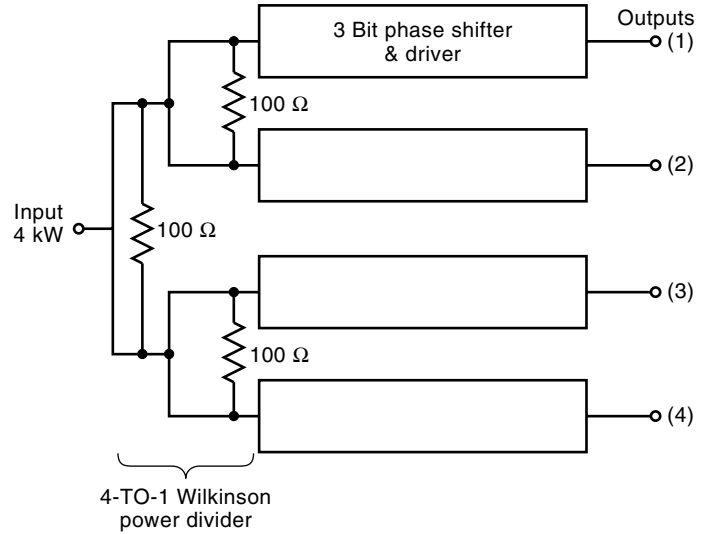 Outputs
3 Bit phase shifter
& driver
(1)
100 Ω
(2)
Input
4 kW
100 Ω
(3)
100 Ω
(4)
4-TO-1 Wilkinson
power divider